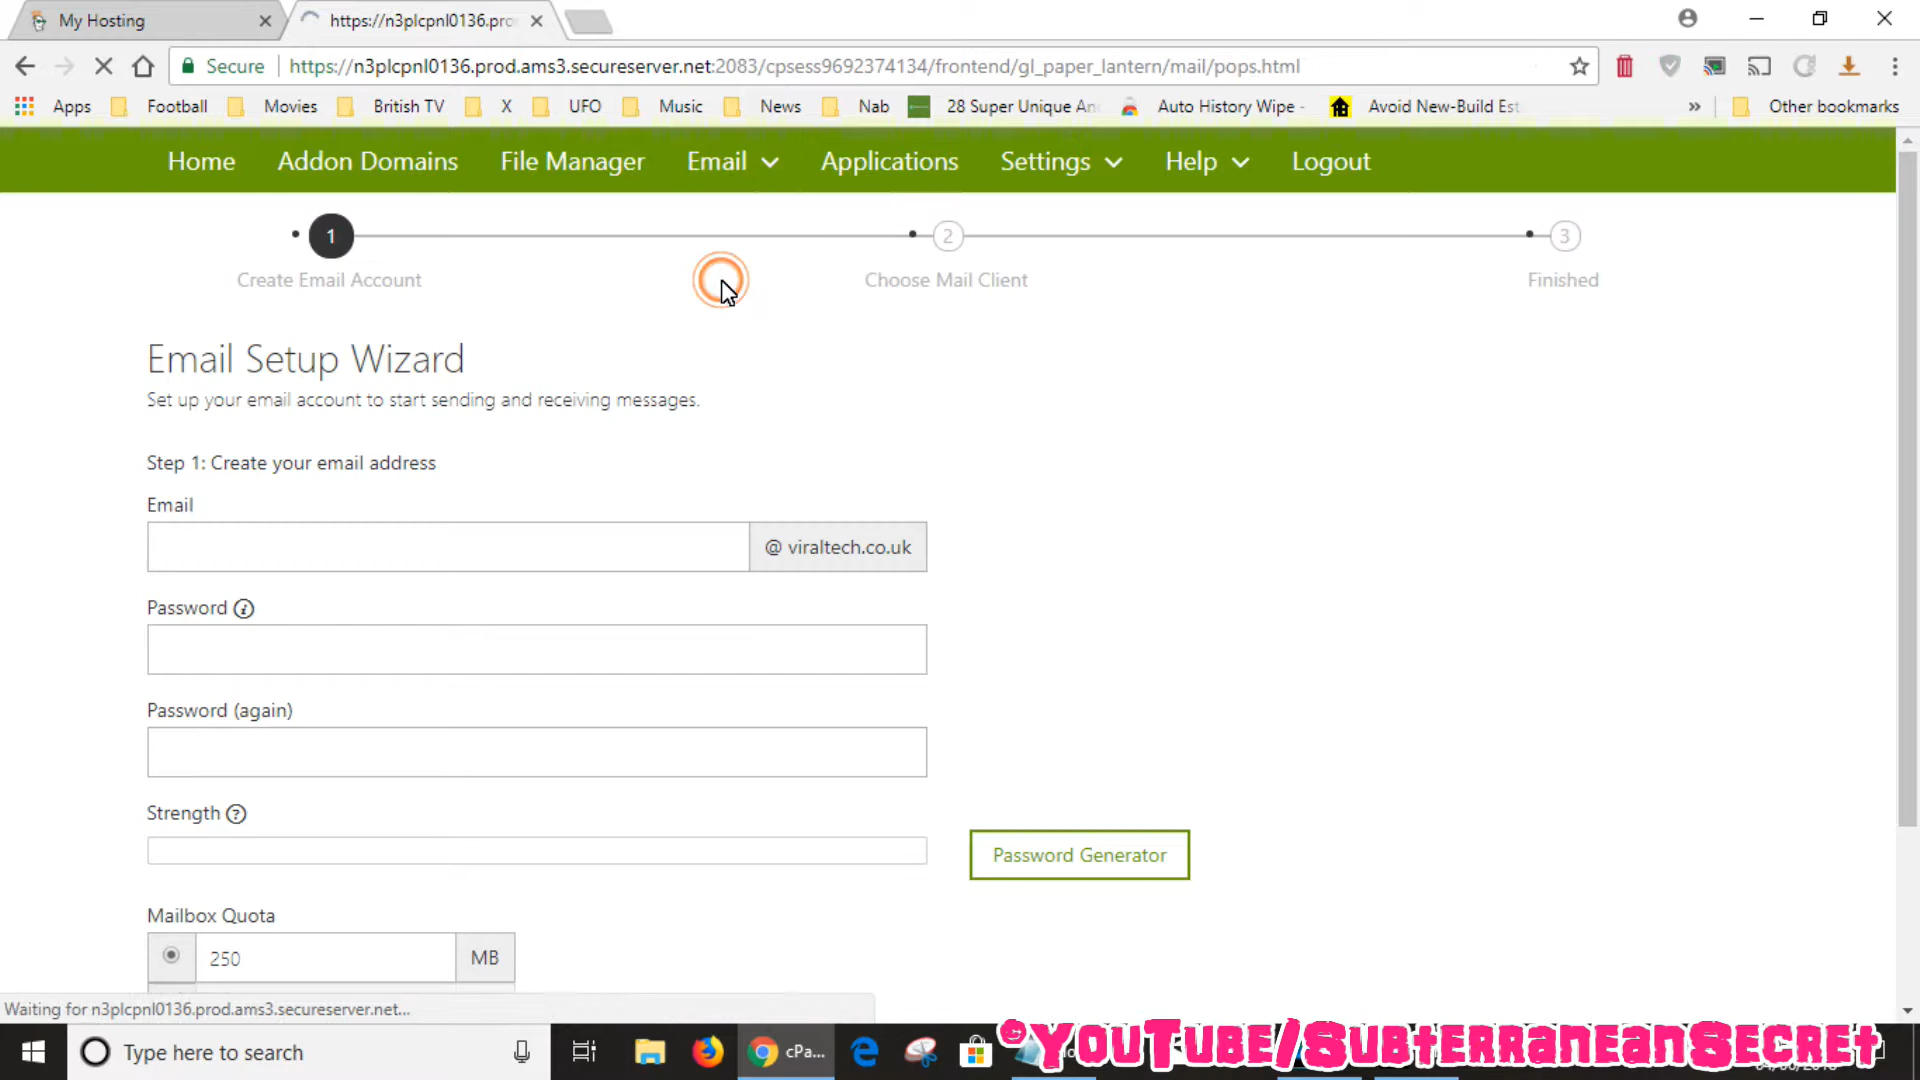 My Hosting
https://n3plcpnl0136.pro
Secure
https://n3plcpnl0136.prod.ams3.secureserver.net:2083/cpsess9692374134/frontend/gl_paper_lantern/mail/pops.html
Apps Football Movies British TV X UFO Music News Nab 28 Super Unique An Auto History Wipe - Avoid New-Build Est » Other bookmarks
Home Addon Domains File Manager Email Applications Settings Help Logout
1 2 3
Create Email Account Choose Mail Client Finished
Email Setup Wizard
Set up your email account to start sending and receiving messages.
Step 1: Create your email address
Email
@ viraltech.co.uk
Password
Password (again)
Strength
Password Generator
Mailbox Quota
250 MB
Waiting for n3plcpnl0136.prod.ams3.secureserver.net...
Type here to search
cPa...
©YouTube/SubterraneanSecret